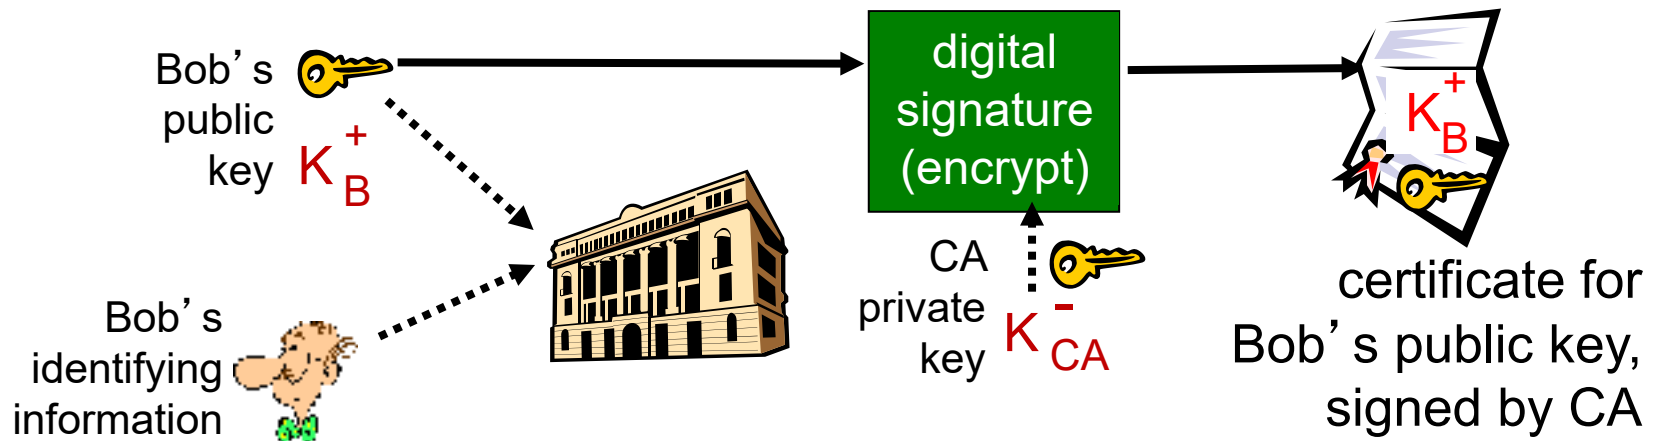 Bob’s
public
key
K
+
B
digital
signature
(encrypt)
K
+
B
Bob’s
identifying
information
CA
private
key
K
-
CA
certificate for
Bob’s public key,
signed by CA